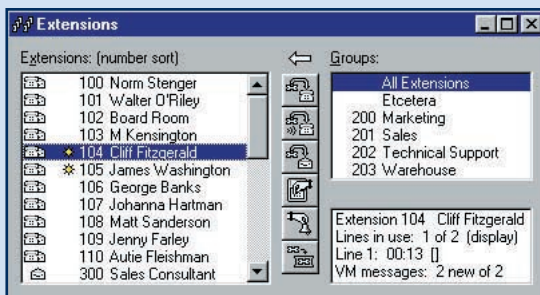 Extensions
Extensions: (number sort)
100 Norm Stenger
101 Walter O'Riley
102 Board Room
103 M Kensington
104 Cliff Fitzgerald
105 James Washington
106 George Banks
107 Johanna Hartman
108 Matt Sanderson
109 Jenny Farley
110 Autie Fleishman
300 Sales Consultant
Groups:
All Extensions
Etcetera
200 Marketing
201 Sales
202 Technical Support
203 Warehouse
Extension 104 Cliff Fitzgerald
Lines in use: 1 of 2 (display)
Line 1: 00:13 []
VM messages: 2 new of 2